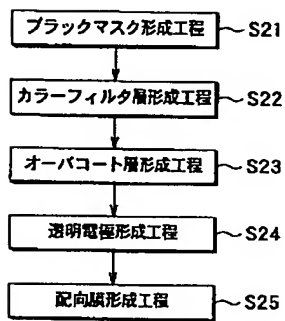 ブラックマスク形成工程 S21
カラーフィルタ層形成工程 S22
オーバコート層形成工程 S23
透明電極形成工程 S24
配向膜形成工程 S25